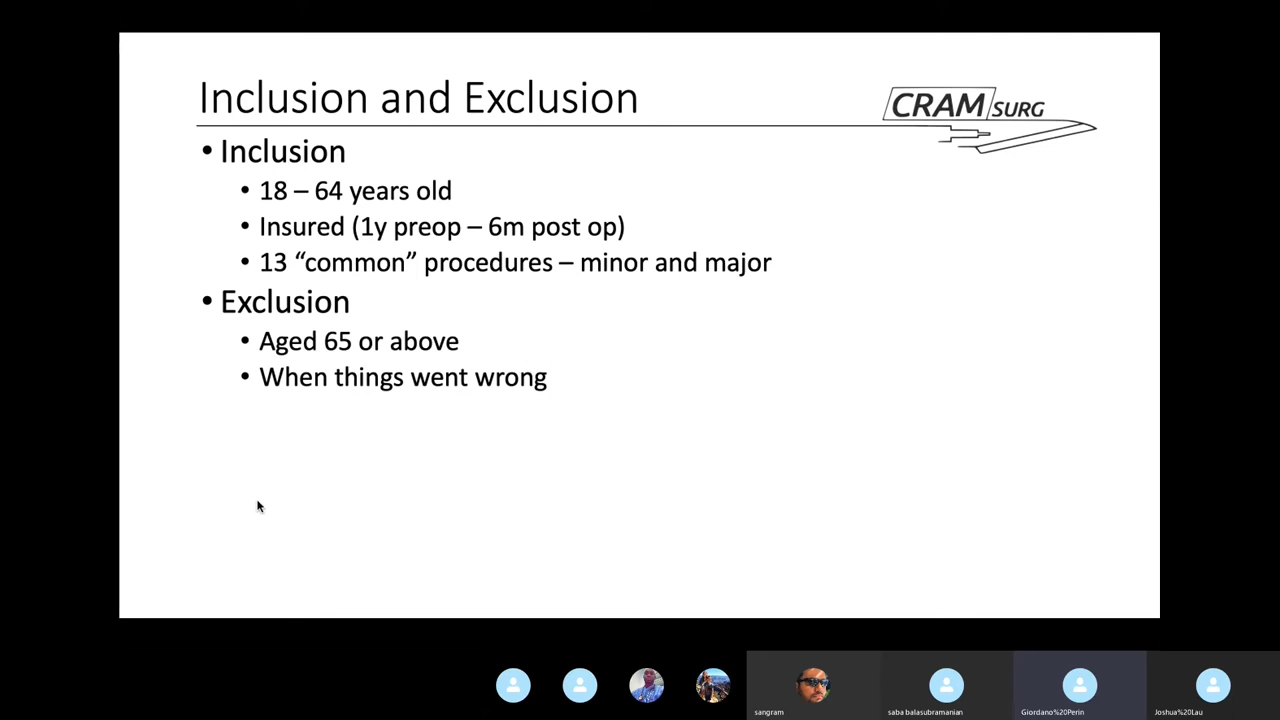 Inclusion and Exclusion
CRAM SURG
• Inclusion
• 18 – 64 years old
• Insured (1y preop – 6m post op)
• 13 “common” procedures – minor and major
• Exclusion
• Aged 65 or above
• When things went wrong
sangram
saba balasubramanian
Giordano%20Perin
Joshua%20Lau